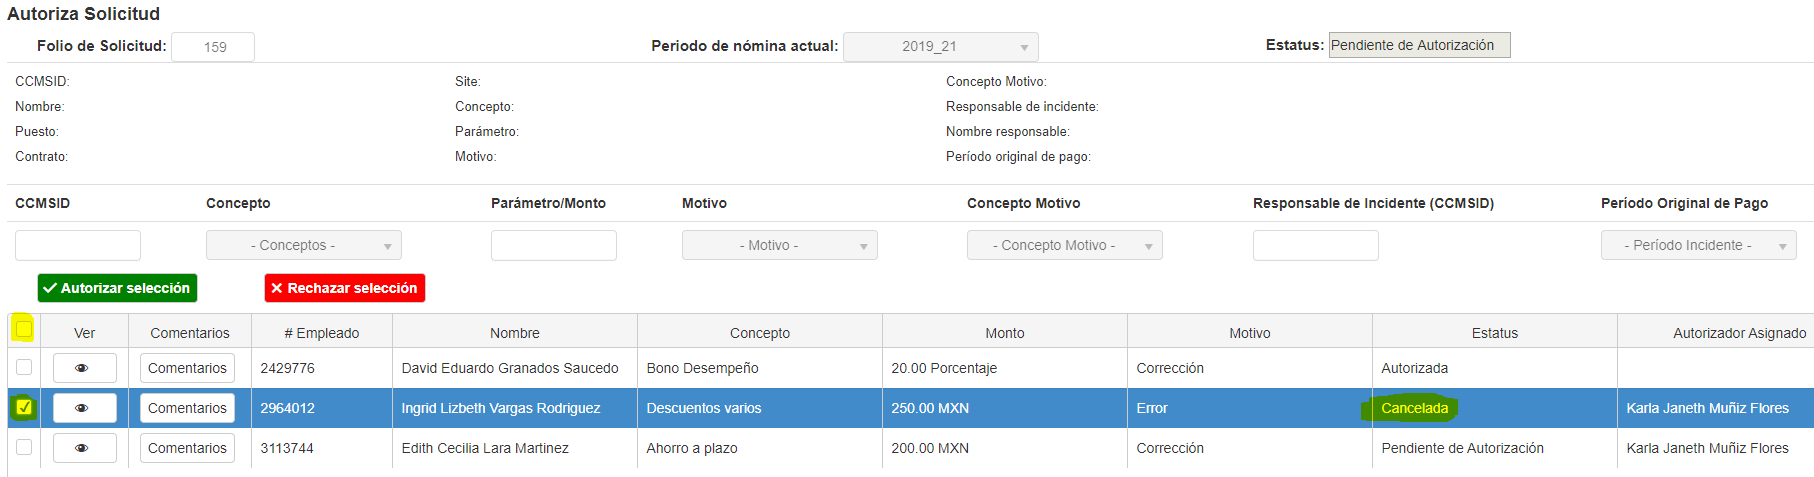 Autoriza Solicitud
Folio de Solicitud: 159 Periodo de nómina actual: 2019_21 Estatus: Pendiente de Autorización
CCMSID: Site: Concepto Motivo:
Nombre: Concepto: Responsable de incidente:
Puesto: Parámetro: Nombre responsable:
Contrato: Motivo: Período original de pago:
CCMSID Concepto Parámetro/Monto Motivo Concepto Motivo Responsable de Incidente (CCMSID) Período Original de Pago
- Conceptos - - Motivo - - Concepto Motivo - - Período Incidente -
Autorizar selección Rechazar selección
Ver Comentarios # Empleado Nombre Concepto Monto Motivo Estatus Autorizador Asignado
Comentarios 2429776 David Eduardo Granados Saucedo Bono Desempeño 20.00 Porcentaje Corrección Autorizada
Comentarios 2964012 Ingrid Lizbeth Vargas Rodriguez Descuentos varios 250.00 MXN Error Cancelada Karla Janeth Muñiz Flores
Comentarios 3113744 Edith Cecilia Lara Martinez Ahorro a plazo 200.00 MXN Corrección Pendiente de Autorización Karla Janeth Muñiz Flores